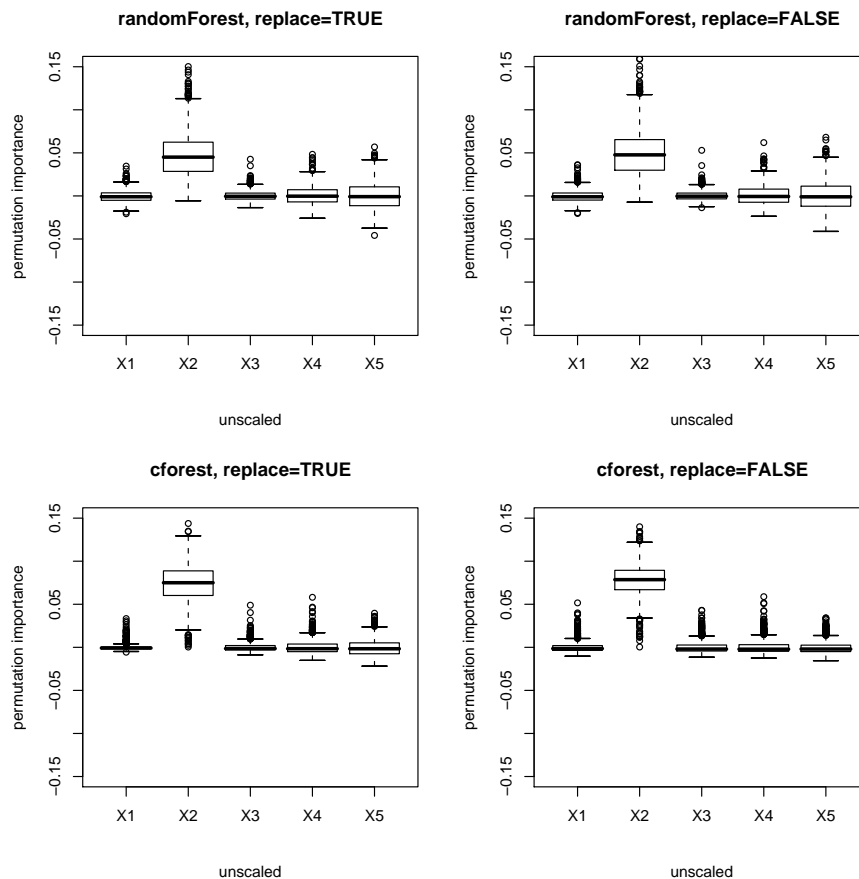 randomForest, replace=TRUE
permutation importance
0.15
0.05
−0.05
−0.15
X1 X2 X3 X4 X5
unscaled
randomForest, replace=FALSE
permutation importance
0.15
0.05
−0.05
−0.15
X1 X2 X3 X4 X5
unscaled
cforest, replace=TRUE
permutation importance
0.15
0.05
−0.05
−0.15
X1 X2 X3 X4 X5
unscaled
cforest, replace=FALSE
permutation importance
0.15
0.05
−0.05
−0.15
X1 X2 X3 X4 X5
unscaled